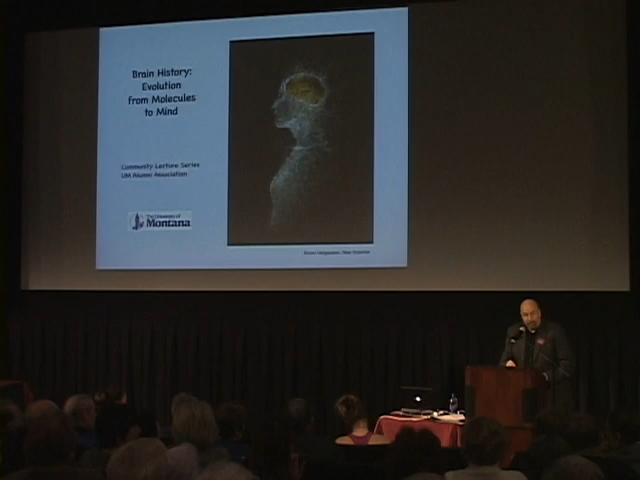 Brain History:
Evolution
from Molecules
to Mind
Community Lecture Series
UM Alumni Association
The University of
Montana